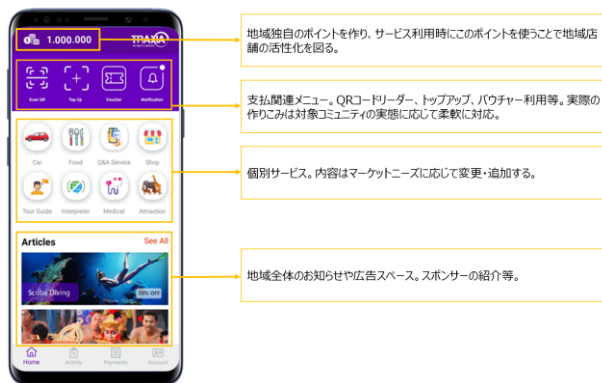 1.000.000
TRAXIA
Scan QR
Top Up
Voucher
Notification
Car
Food
Q&A Service
Shop
Tour Guide
Interpreter
Medical
Attraction
Articles
See All
Scuba Diving
20% OFF
Home
Activity
Payments
Account
地域独自のポイントを作り、サービス利用時にこのポイントを使うことで地域店
舗の活性化を図る。
支払関連メニュー。QRコードリーダー、トップアップ、バウチャー利用等。実際の
作りこみは対象コミュニティの実態に応じて柔軟に対応。
個別サービス。内容はマーケットニーズに応じて変更・追加する。
地域全体のお知らせや広告スペース。スポンサーの紹介等。